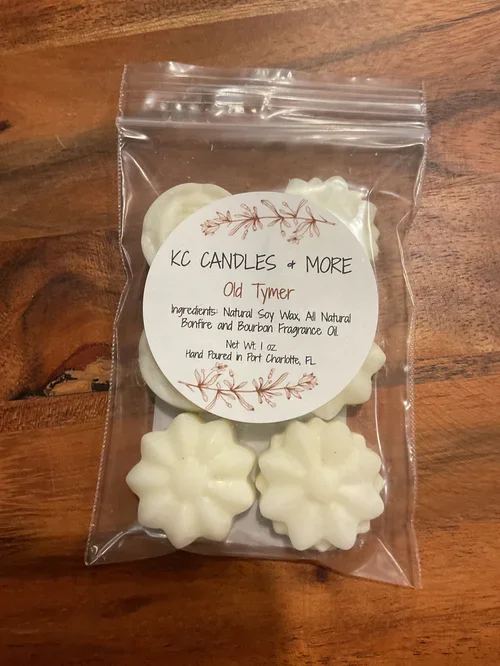 KC CANDLES & MORE
Old Tymer
Ingredients: Natural Soy Wax, All Natural
Bonfire and Bourbon Fragrance Oil.
Net Wt. 1 oz.
Hand Poured in Port Charlotte, FL